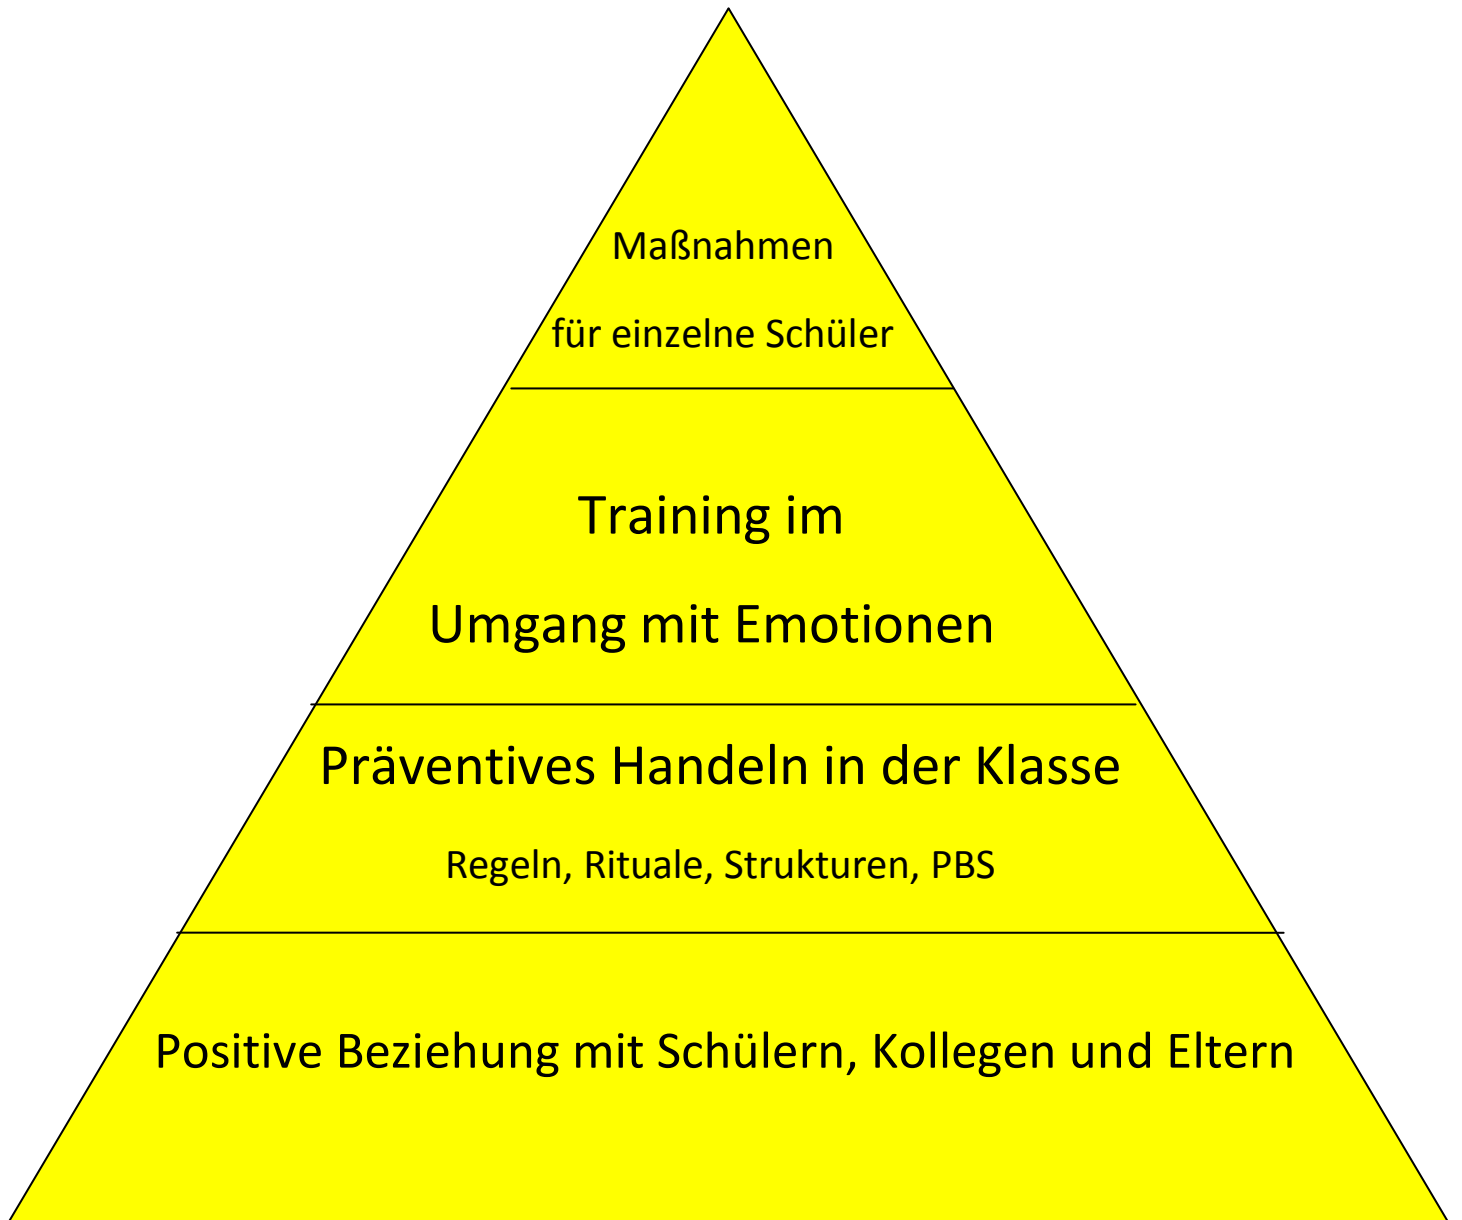 Maßnahmen
für einzelne Schüler
Training im
Umgang mit Emotionen
Präventives Handeln in der Klasse
Regeln, Rituale, Strukturen, PBS
Positive Beziehung mit Schülern, Kollegen und Eltern